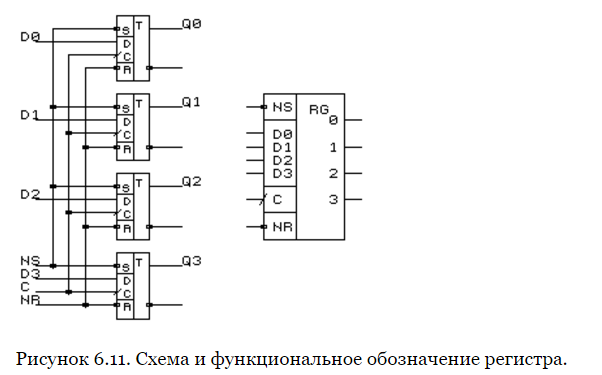 D0
S T Q0
D
C
R
D1
S T Q1
D
C
R
D2
S T Q2
D
C
R
NS
D3
C
NR
S T Q3
D
C
R
NS RG
0
D0
D1 1
D2
D3 2
C 3
NR
Рисунок 6.11. Схема и функциональное обозначение регистра.